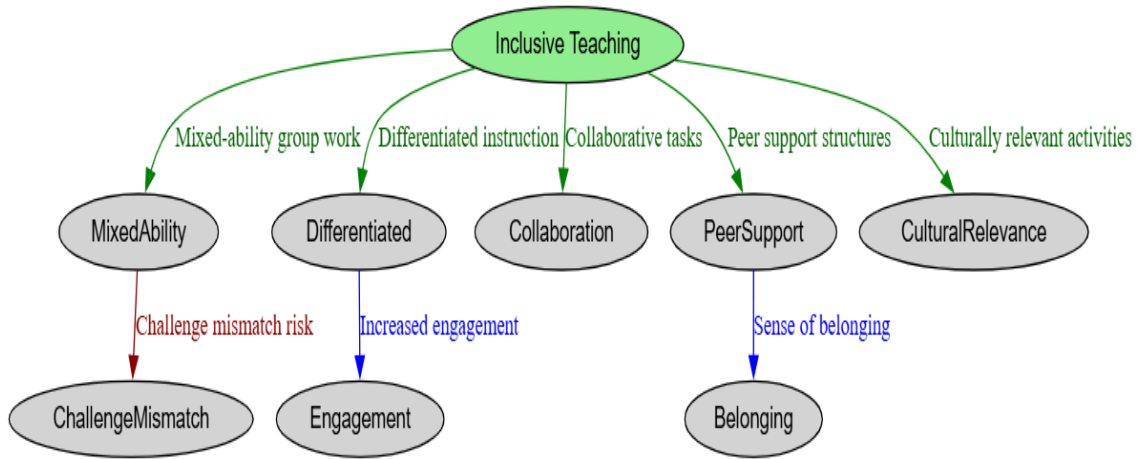 Inclusive Teaching
Mixed-ability group work
Differentiated instruction
Collaborative tasks
Peer support structures
Culturally relevant activities
MixedAbility
Differentiated
Collaboration
PeerSupport
CulturalRelevance
Challenge mismatch risk
Increased engagement
Sense of belonging
ChallengeMismatch
Engagement
Belonging